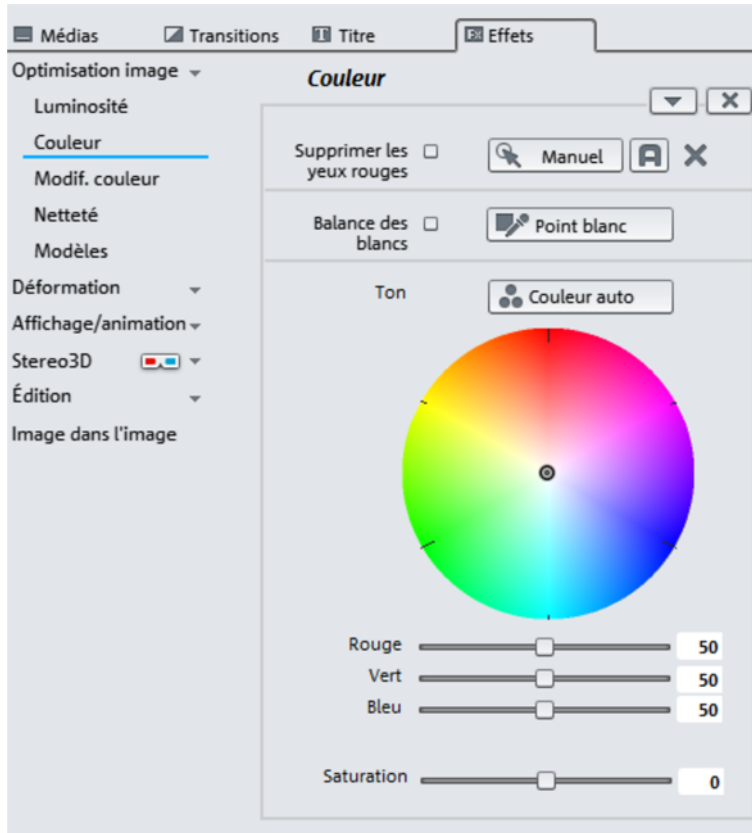 Médias Transitions Titre Effets
Optimisation image
Luminosité
Couleur
Modif. couleur
Netteté
Modèles
Déformation
Affichage/animation
Stereo3D
Édition
Image dans l'image
Couleur
Supprimer les
yeux rouges
Manuel A
Balance des
blancs
Point blanc
Ton Couleur auto
Rouge 50
Vert 50
Bleu 50
Saturation 0